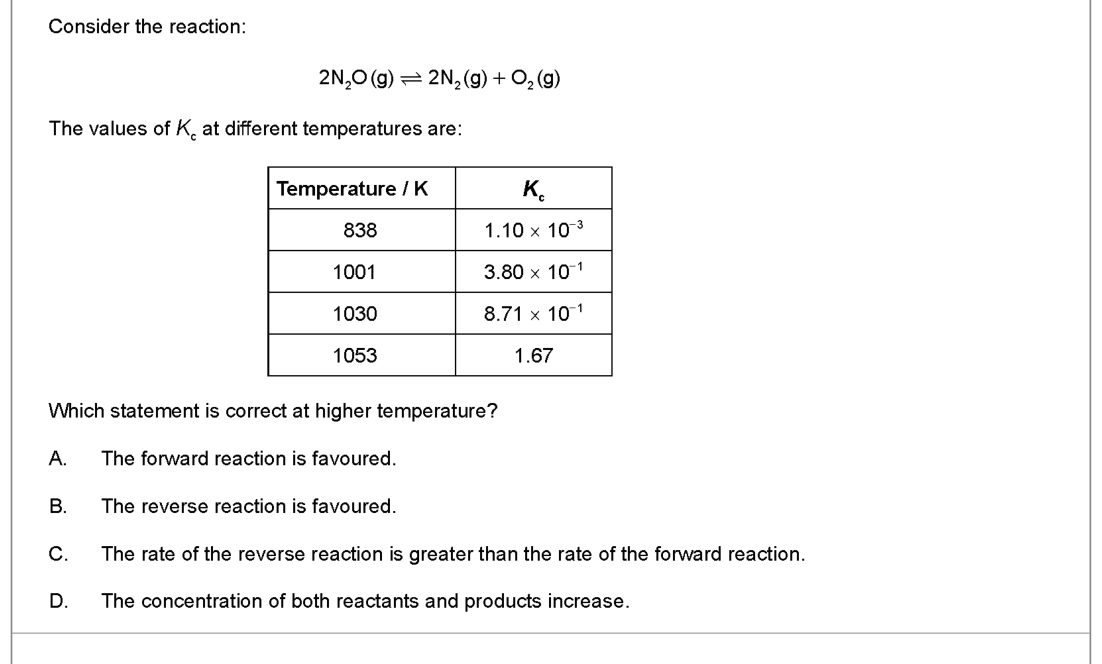 Consider the reaction:
2N₂O (g) ⇌ 2N₂ (g) + O₂ (g)
The values of K꜀ at different temperatures are:
Temperature / K K꜀
838 1.10 × 10⁻³
1001 3.80 × 10⁻¹
1030 8.71 × 10⁻¹
1053 1.67
Which statement is correct at higher temperature?
A. The forward reaction is favoured.
B. The reverse reaction is favoured.
C. The rate of the reverse reaction is greater than the rate of the forward reaction.
D. The concentration of both reactants and products increase.